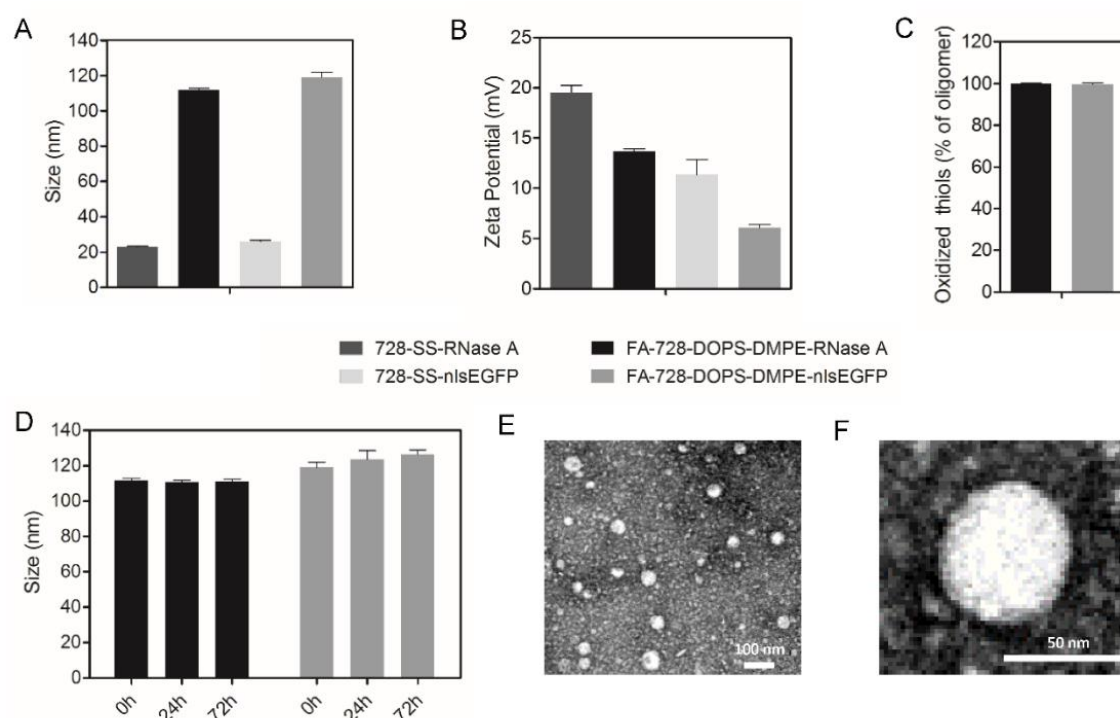 A
Size (nm)
140
120
100
80
60
40
20
0
B
Zeta Potential (mV)
25
20
15
10
5
0
C
Oxidized thiols (% of oligomer)
120
100
80
60
40
20
0
728-SS-RNase A
FA-728-DOPS-DMPE-RNase A
728-SS-nlsEGFP
FA-728-DOPS-DMPE-nlsEGFP
D
Size (nm)
140
120
100
80
60
40
20
0
0h
24h
72h
0h
24h
72h
E
100 nm
F
50 nm